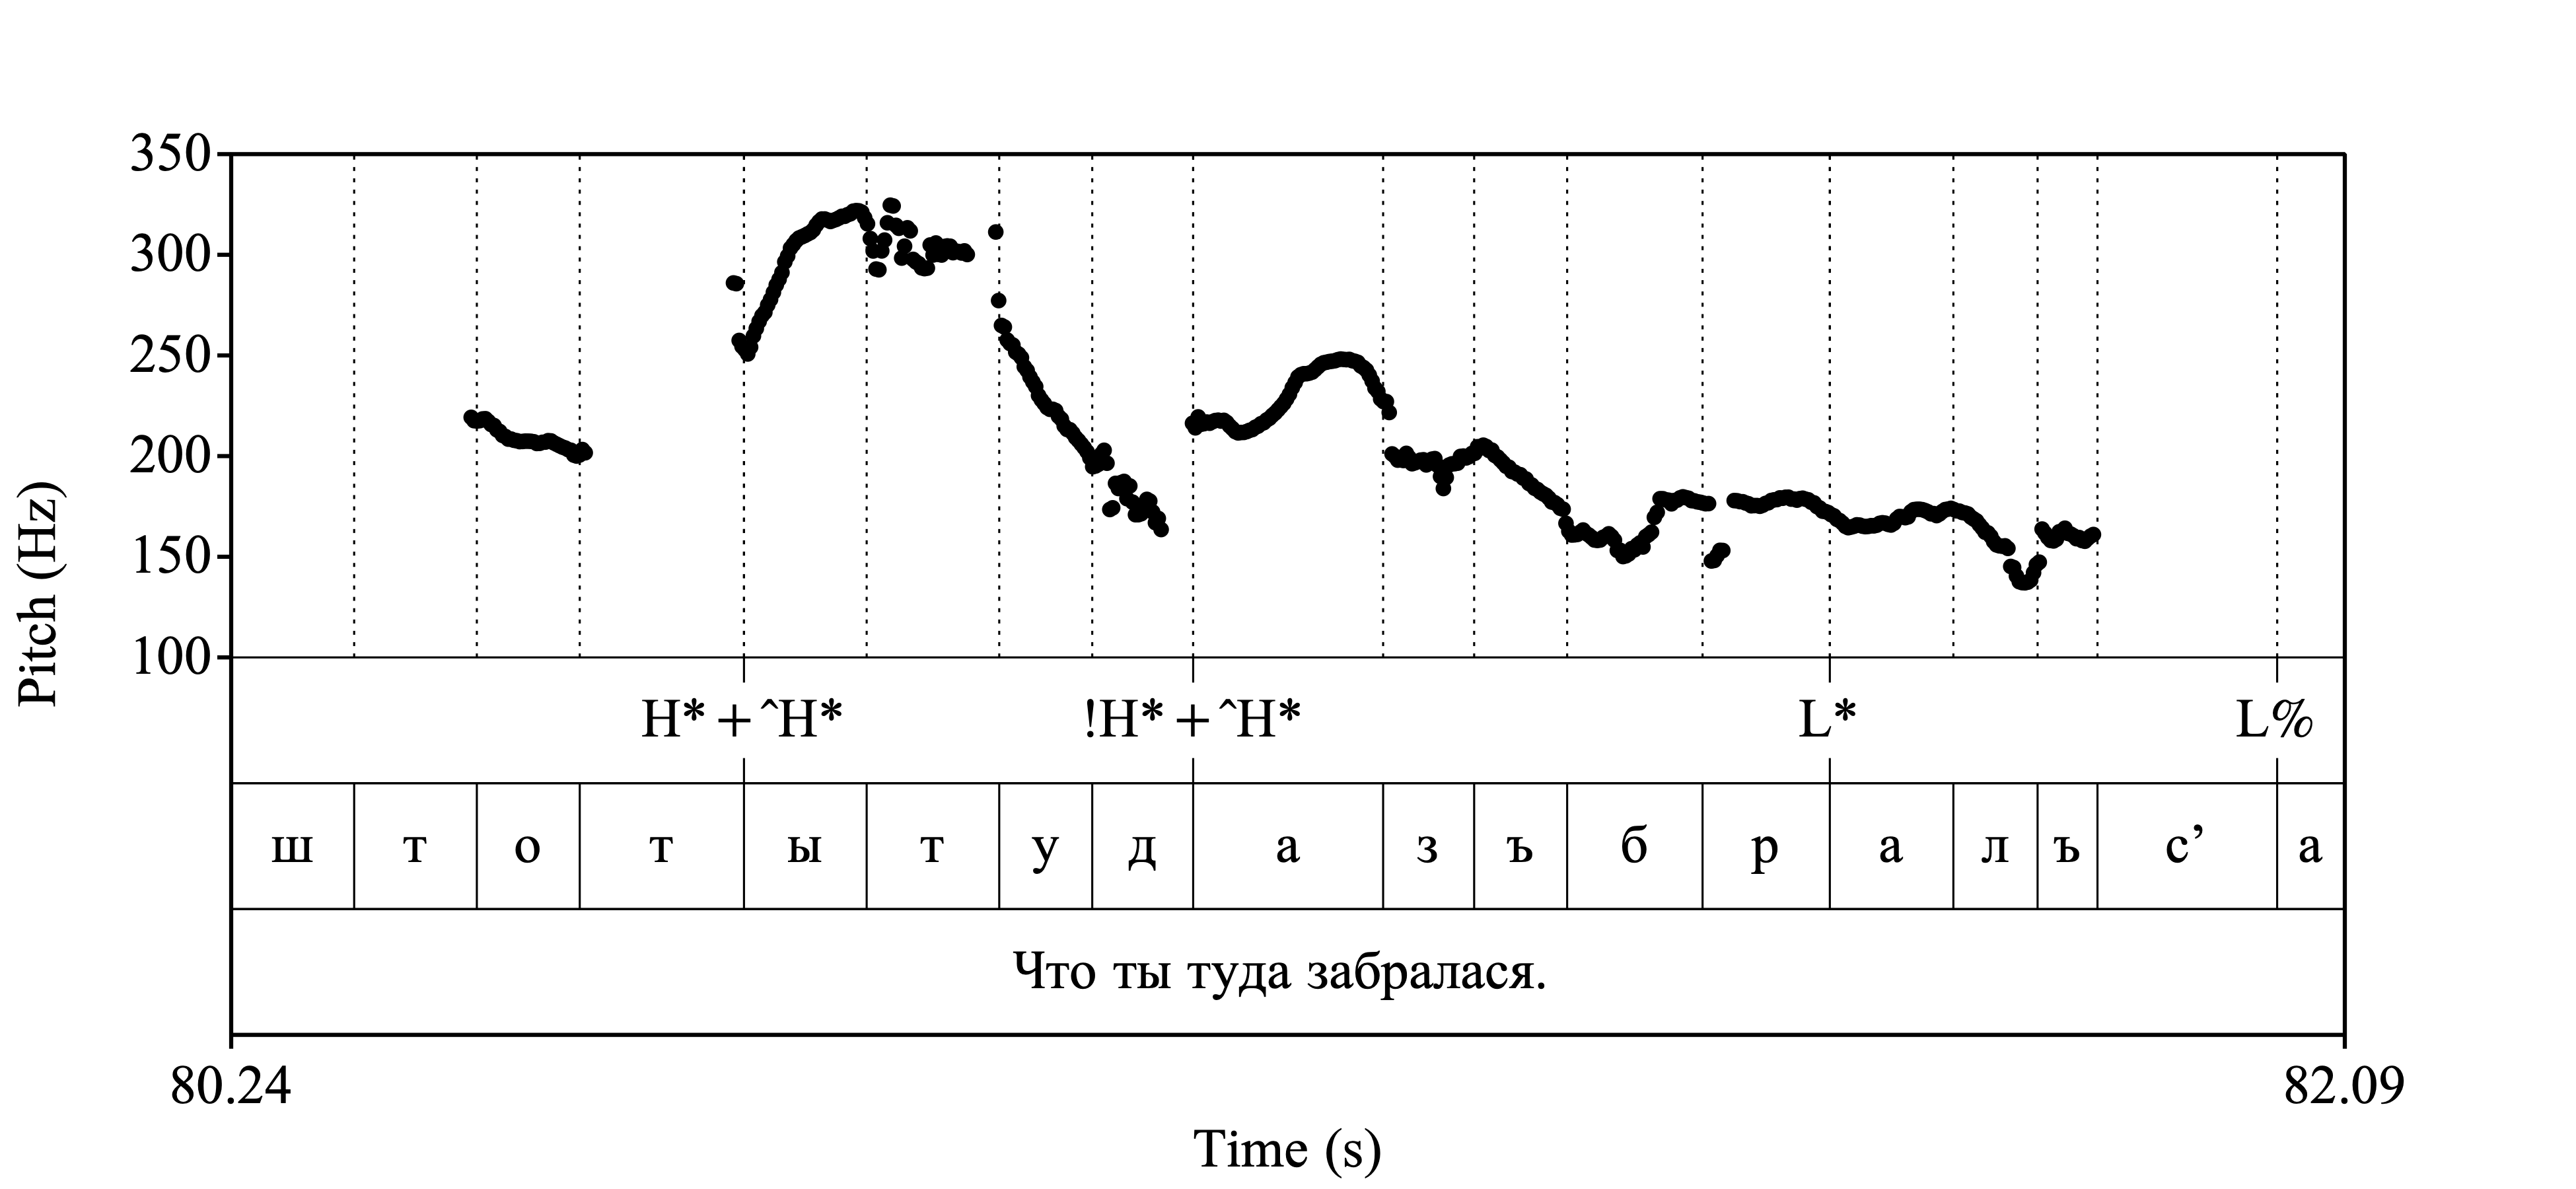 350
300
250
200
150
100
Pitch (Hz)
H* + ^H* !H* + ^H* L* L%
ш т о т ы т у д а з ъ б р а л ъ с’ а
Что ты туда забралася.
80.24 82.09
Time (s)